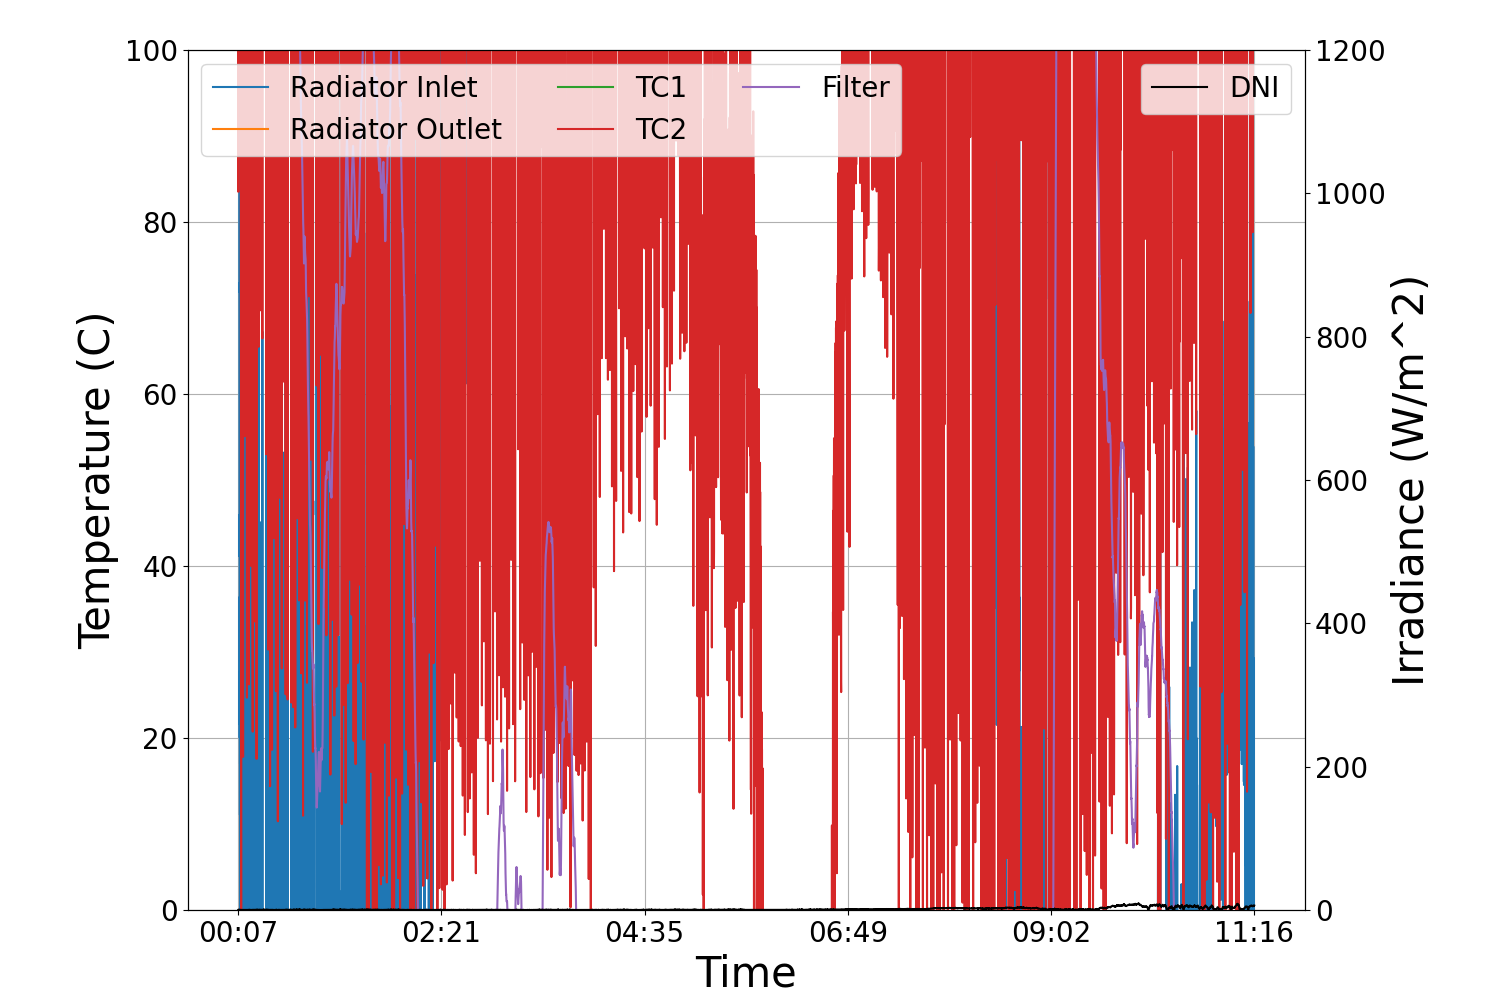 Radiator Inlet
Radiator Outlet
TC1
TC2
Filter
DNI
Temperature (C)
100
80
60
40
20
0
1200
1000
800
600
400
200
0
Irradiance (W/m^2)
00:07 02:21 04:35 06:49 09:02 11:16
Time